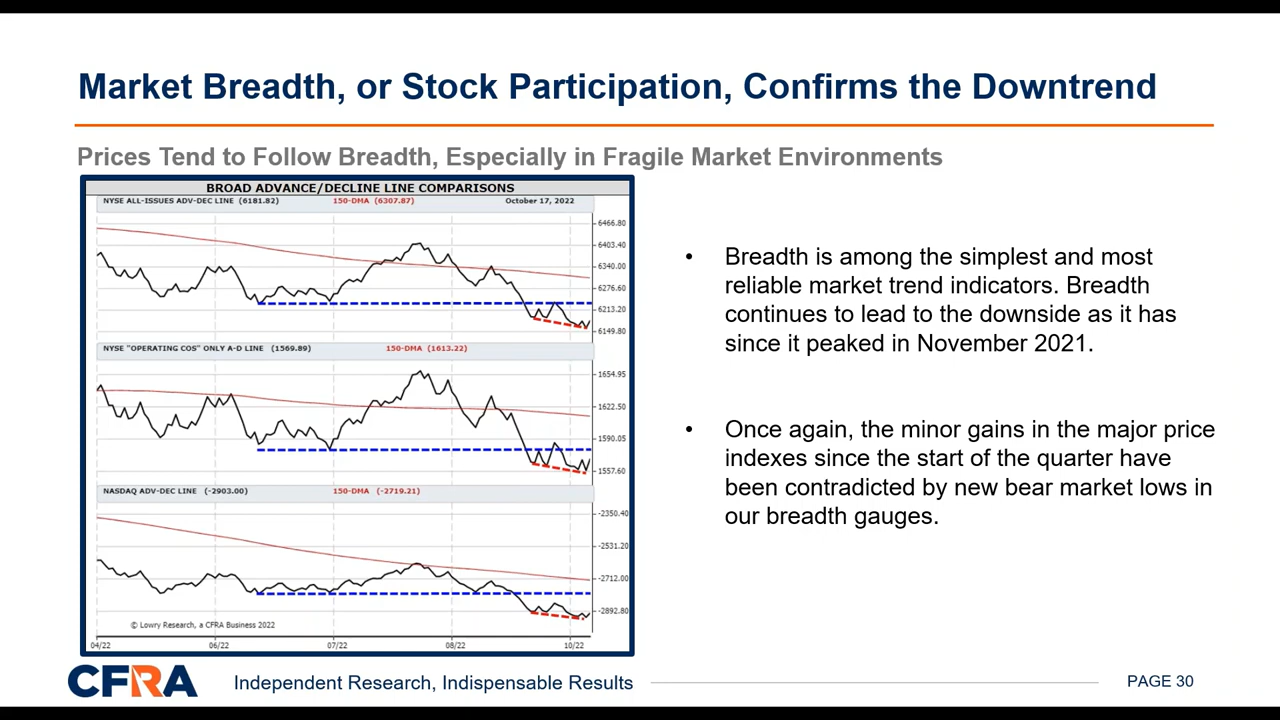 Market Breadth, or Stock Participation, Confirms the Downtrend
Prices Tend to Follow Breadth, Especially in Fragile Market Environments
BROAD ADVANCE/DECLINE LINE COMPARISONS
NYSE ALL-ISSUES ADV-DEC LINE (6181.82) 150-DMA (6307.87) October 17, 2022
6466.80
6403.40
6340.00
6276.60
6213.20
6149.80
NYSE "OPERATING COS" ONLY A-D LINE (1569.89) 150-DMA (1613.22)
1654.95
1622.50
1590.05
1557.60
NASDAQ ADV-DEC LINE (-2903.00) 150-DMA (-2719.21)
-2350.40
-2531.20
-2712.00
-2892.80
© Lowry Research, a CFRA Business 2022
04/22 06/22 07/22 08/22 10/22
• Breadth is among the simplest and most
reliable market trend indicators. Breadth
continues to lead to the downside as it has
since it peaked in November 2021.
• Once again, the minor gains in the major price
indexes since the start of the quarter have
been contradicted by new bear market lows in
our breadth gauges.
CFRA Independent Research, Indispensable Results PAGE 30